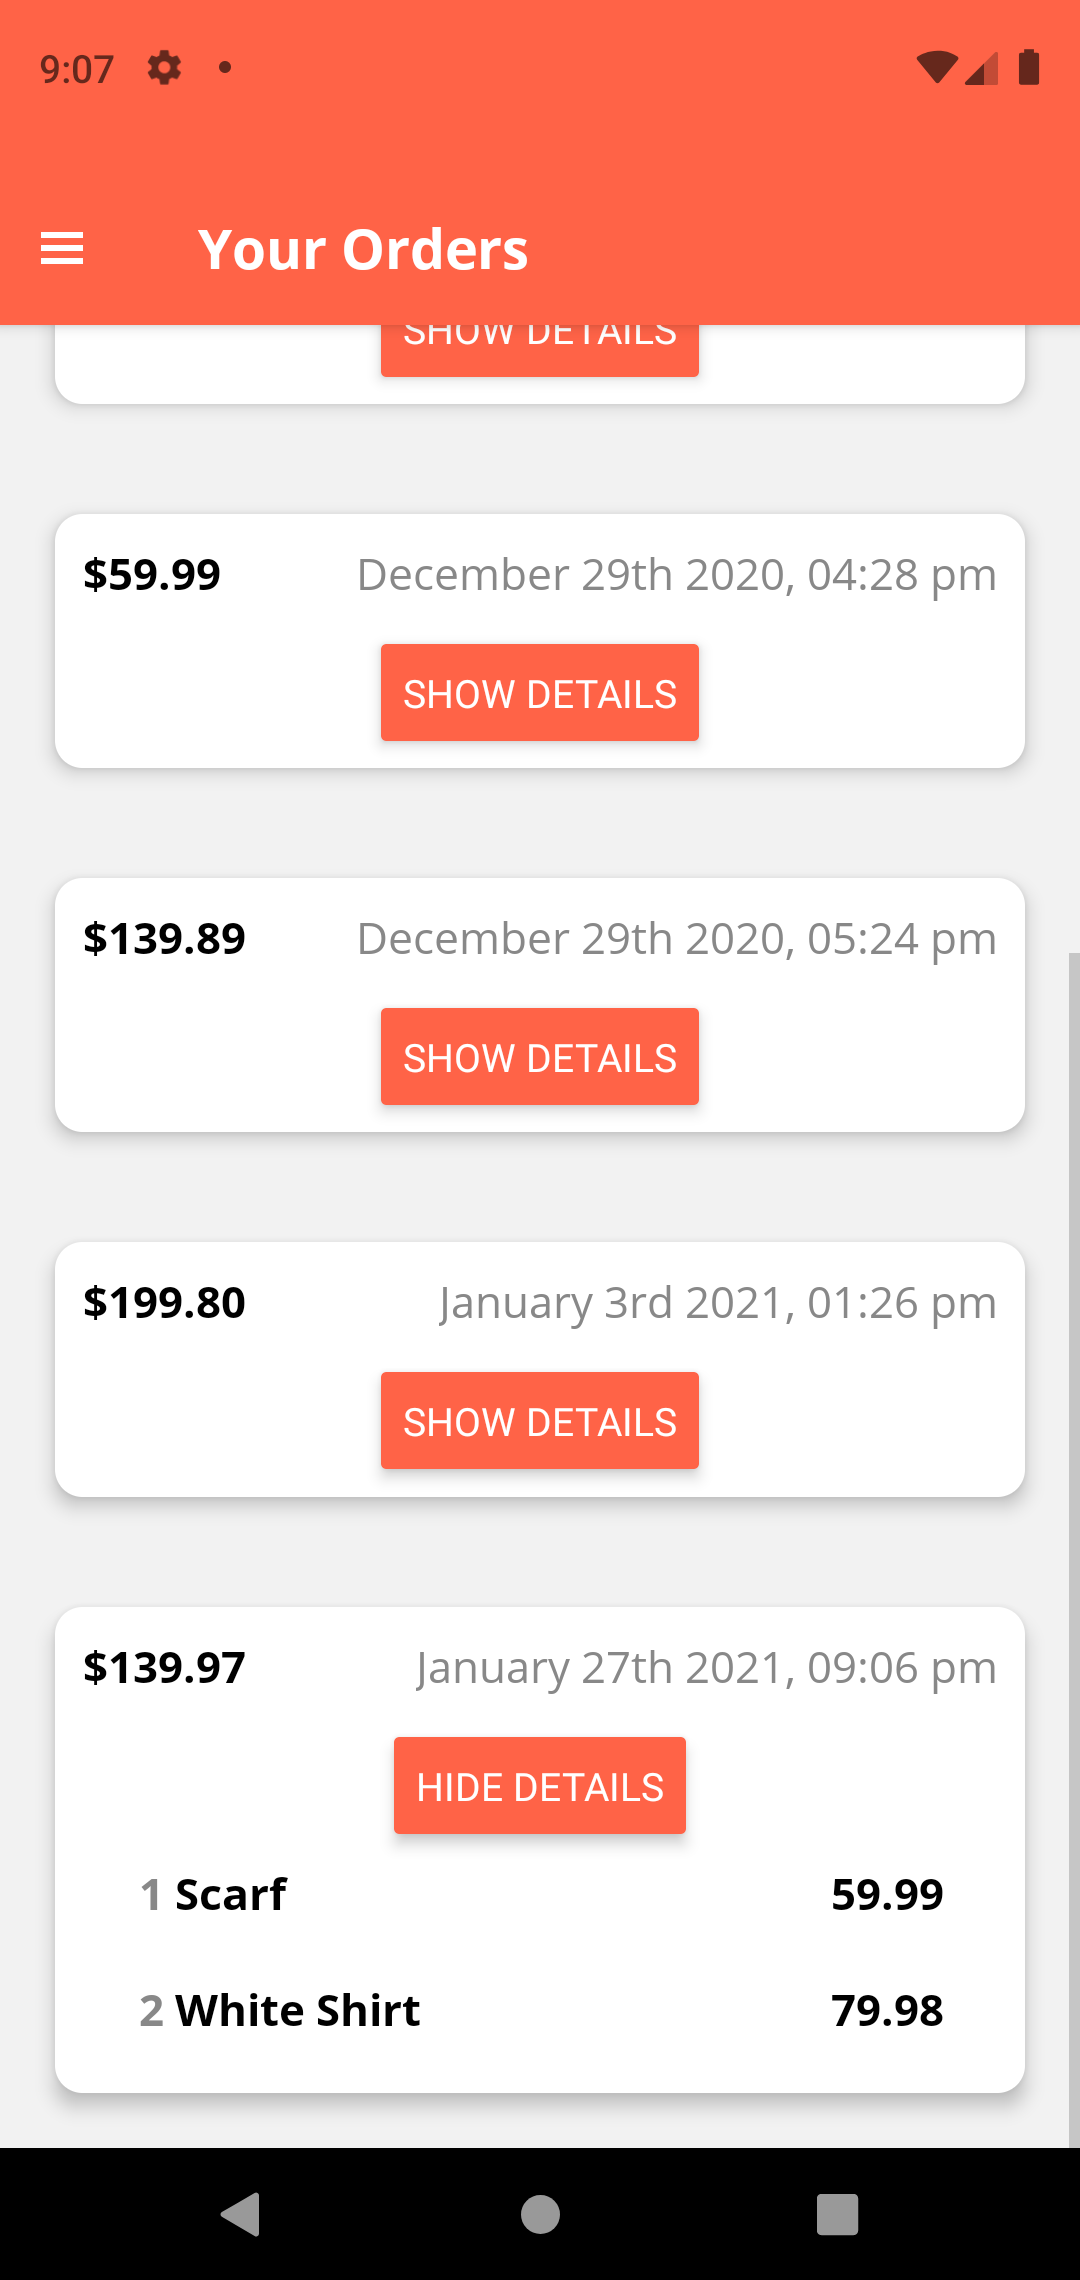 9:07
Your Orders
SHOW DETAILS
$59.99 December 29th 2020, 04:28 pm
SHOW DETAILS
$139.89 December 29th 2020, 05:24 pm
SHOW DETAILS
$199.80 January 3rd 2021, 01:26 pm
SHOW DETAILS
$139.97 January 27th 2021, 09:06 pm
HIDE DETAILS
1 Scarf 59.99
2 White Shirt 79.98